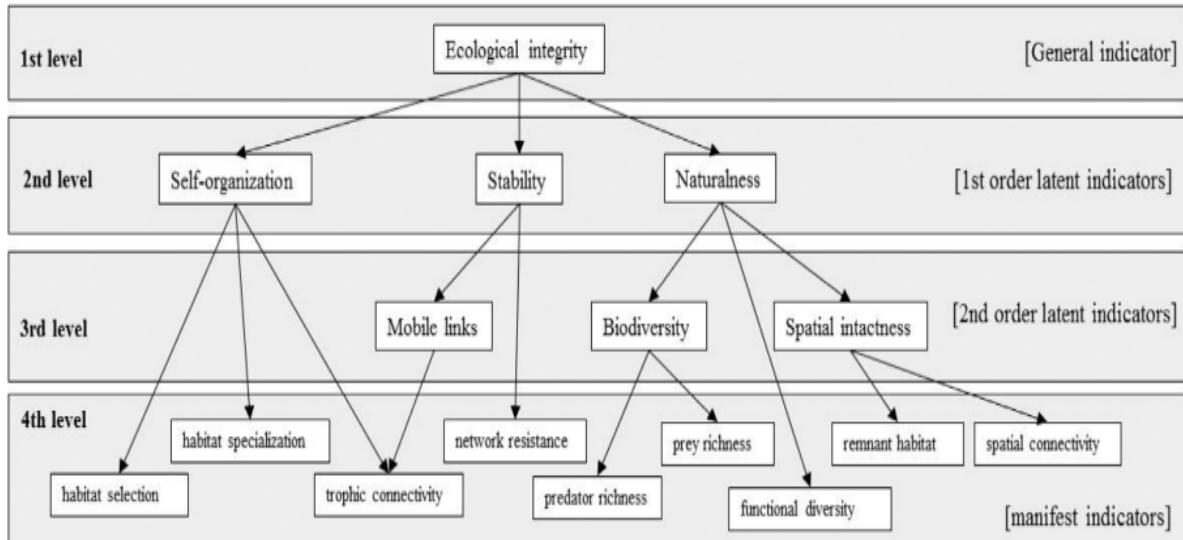 1st level
Ecological integrity
[General indicator]
2nd level
Self-organization
Stability
Naturalness
[1st order latent indicators]
3rd level
Mobile links
Biodiversity
Spatial intactness
[2nd order latent indicators]
4th level
habitat specialization
network resistance
prey richness
remnant habitat
spatial connectivity
habitat selection
trophic connectivity
predator richness
functional diversity
[manifest indicators]